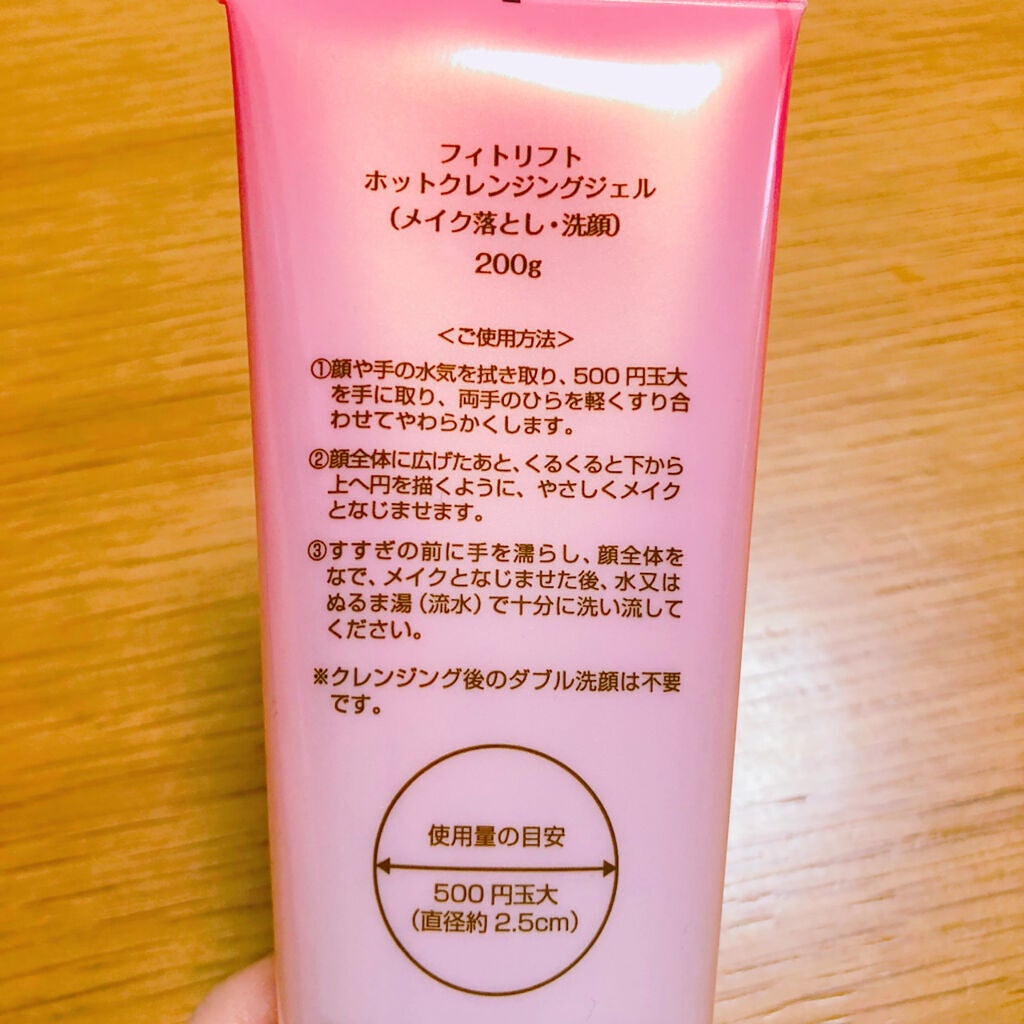 フィトリフト
ホットクレンジングジェル
（メイク落とし・洗顔）
200g
＜ご使用方法＞
①顔や手の水気を拭き取り、500円玉大
を手に取り、両手のひらを軽くすり合
わせてやわらかくします。
②顔全体に広げたあと、くるくると下から
上へ円を描くように、やさしくメイク
となじませます。
③すすぎの前に手を濡らし、顔全体を
なで、メイクとなじませた後、水又は
ぬるま湯（流水）で十分に洗い流して
ください。
※クレンジング後のダブル洗顔は不要
です。
使用量の目安
500円玉大
（直径約2.5cm）